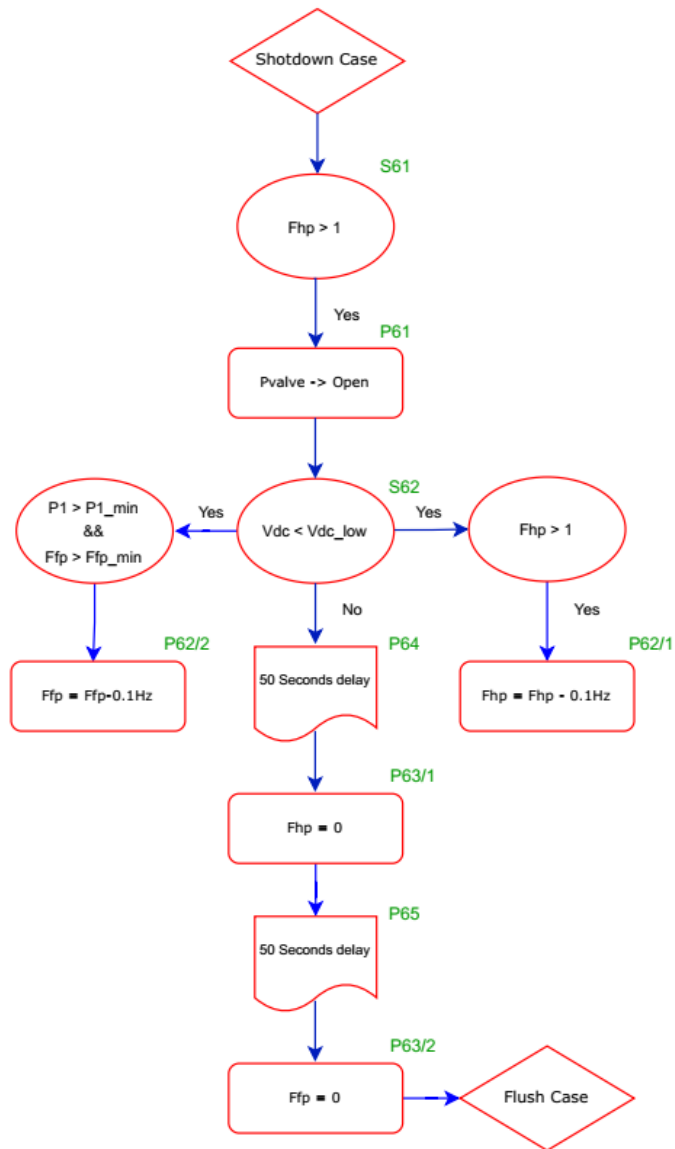 Shotdown Case
S61
Fhp > 1
Yes
P61
Pvalve -> Open
S62
P1 > P1_min
&&
Ffp > Ffp_min
Yes
Vdc < Vdc_low
Yes
Fhp > 1
No
Yes
P62/2
P64
P62/1
Ffp = Ffp-0.1Hz
50 Seconds delay
Fhp = Fhp - 0.1Hz
P63/1
Fhp = 0
P65
50 Seconds delay
P63/2
Ffp = 0
Flush Case